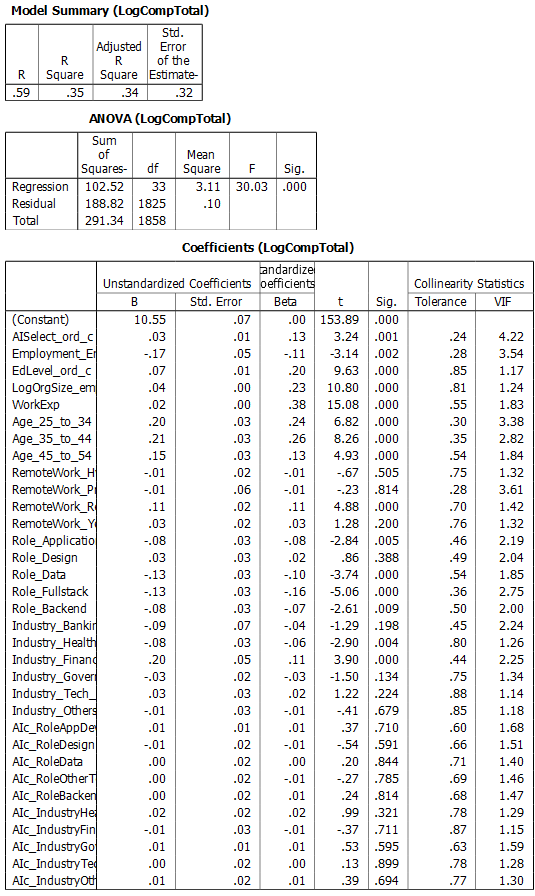 Model Summary (LogCompTotal)
R R Square Adjusted R Square Std. Error of the Estimate-
.59 .35 .34 .32
ANOVA (LogCompTotal)
Sum of Squares- df Mean Square F Sig.
Regression 102.52 33 3.11 30.03 .000
Residual 188.82 1825 .10
Total 291.34 1858
Coefficients (LogCompTotal)
Unstandardized Coefficients andardize oefficients t Sig. Collinearity Statistics
B Std. Error Beta Tolerance VIF
(Constant) 10.55 .07 .00 153.89 .000
AISelect_ord_c .03 .01 .13 3.24 .001 .24 4.22
Employment_Er -.17 .05 -.11 -3.14 .002 .28 3.54
EdLevel_ord_c .07 .01 .20 9.63 .000 .85 1.17
LogOrgSize_em .04 .00 .23 10.80 .000 .81 1.24
WorkExp .02 .00 .38 15.08 .000 .55 1.83
Age_25_to_34 .20 .03 .24 6.82 .000 .30 3.38
Age_35_to_44 .21 .03 .26 8.26 .000 .35 2.82
Age_45_to_54 .15 .03 .13 4.93 .000 .54 1.84
RemoteWork_H -.01 .02 -.01 -.67 .505 .75 1.32
RemoteWork_Pr -.01 .06 -.01 -.23 .814 .28 3.61
RemoteWork_Re .11 .02 .11 4.88 .000 .70 1.42
RemoteWork_Yo .03 .02 .03 1.28 .200 .76 1.32
Role_Applicatio -.08 .03 -.08 -2.84 .005 .46 2.19
Role_Design .03 .03 .02 .86 .388 .49 2.04
Role_Data -.13 .03 -.10 -3.74 .000 .54 1.85
Role_Fullstack -.13 .03 -.16 -5.06 .000 .36 2.75
Role_Backend -.08 .03 -.07 -2.61 .009 .50 2.00
Industry_Bankin -.09 .07 -.04 -1.29 .198 .45 2.24
Industry_Health -.08 .03 -.06 -2.90 .004 .80 1.26
Industry_Financ .20 .05 .11 3.90 .000 .44 2.25
Industry_Gover -.03 .02 -.03 -1.50 .134 .75 1.34
Industry_Tech_ .03 .03 .02 1.22 .224 .88 1.14
Industry_Others -.01 .03 -.01 -.41 .679 .85 1.18
AIc_RoleAppDe .01 .01 .01 .37 .710 .60 1.68
AIc_RoleDesign -.01 .02 -.01 -.54 .591 .66 1.51
AIc_RoleData .00 .02 .00 .20 .844 .71 1.40
AIc_RoleOtherT .00 .02 -.01 -.27 .785 .69 1.46
AIc_RoleBacken .00 .02 .01 .24 .814 .68 1.47
AIc_IndustryHea .02 .02 .02 .99 .321 .78 1.29
AIc_IndustryFin -.01 .03 -.01 -.37 .711 .87 1.15
AIc_IndustryGo .01 .01 .01 .53 .595 .63 1.59
AIc_IndustryTec .00 .02 .00 .13 .899 .78 1.28
AIc_IndustryOth .01 .02 .01 .39 .694 .77 1.30